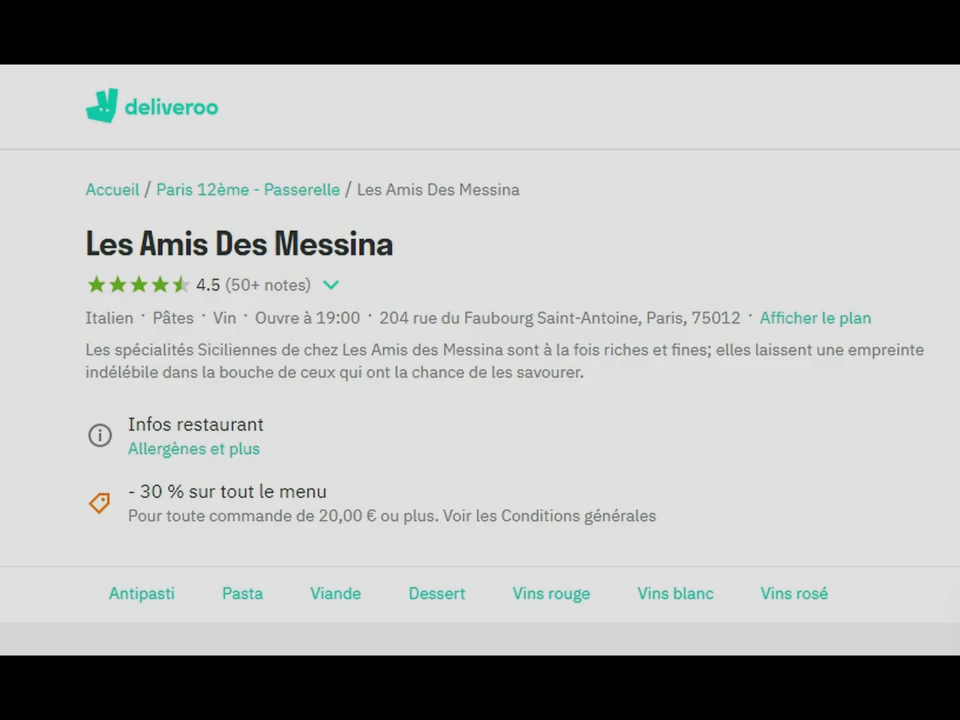 deliveroo
Accueil / Paris 12ème - Passerelle / Les Amis Des Messina
Les Amis Des Messina
4.5 (50+ notes)
Italien · Pâtes · Vin · Ouvre à 19:00 · 204 rue du Faubourg Saint-Antoine, Paris, 75012 · Afficher le plan
Les spécialités Siciliennes de chez Les Amis des Messina sont à la fois riches et fines; elles laissent une empreinte
indélébile dans la bouche de ceux qui ont la chance de les savourer.
Infos restaurant
Allergènes et plus
- 30 % sur tout le menu
Pour toute commande de 20,00 € ou plus. Voir les Conditions générales
Antipasti Pasta Viande Dessert Vins rouge Vins blanc Vins rosé